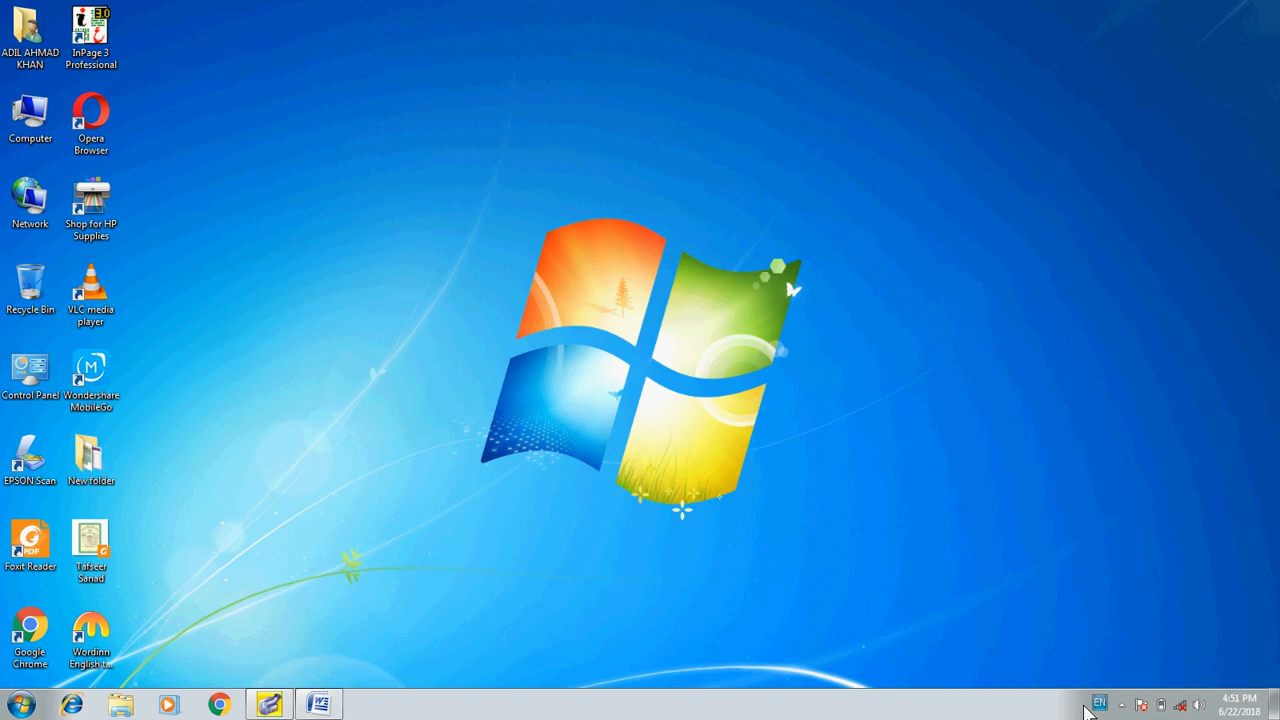 ADIL AHMAD
KHAN
InPage 3
Professional
Computer
Opera
Browser
Network
Shop for HP
Supplies
Recycle Bin
VLC media
player
Control Panel
Wondershare
MobileGo
EPSON Scan
New folder
PDF
Foxit Reader
Tafseer
Sanad
Google
Chrome
Wordinn
English t...
EN
4:51 PM
6/22/2018